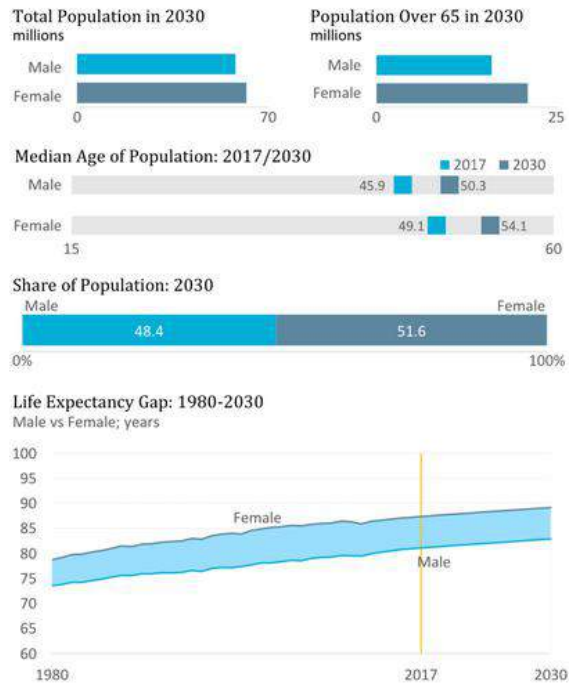 Total Population in 2030
millions
Male
Female
0 70
Population Over 65 in 2030
millions
Male
Female
0 25
Median Age of Population: 2017/2030
2017 2030
Male 45.9 50.3
Female 49.1 54.1
15 60
Share of Population: 2030
Male Female
48.4 51.6
0% 100%
Life Expectancy Gap: 1980-2030
Male vs Female; years
100
95
90
85
80
75
70
65
60
Female
Male
1980 2017 2030